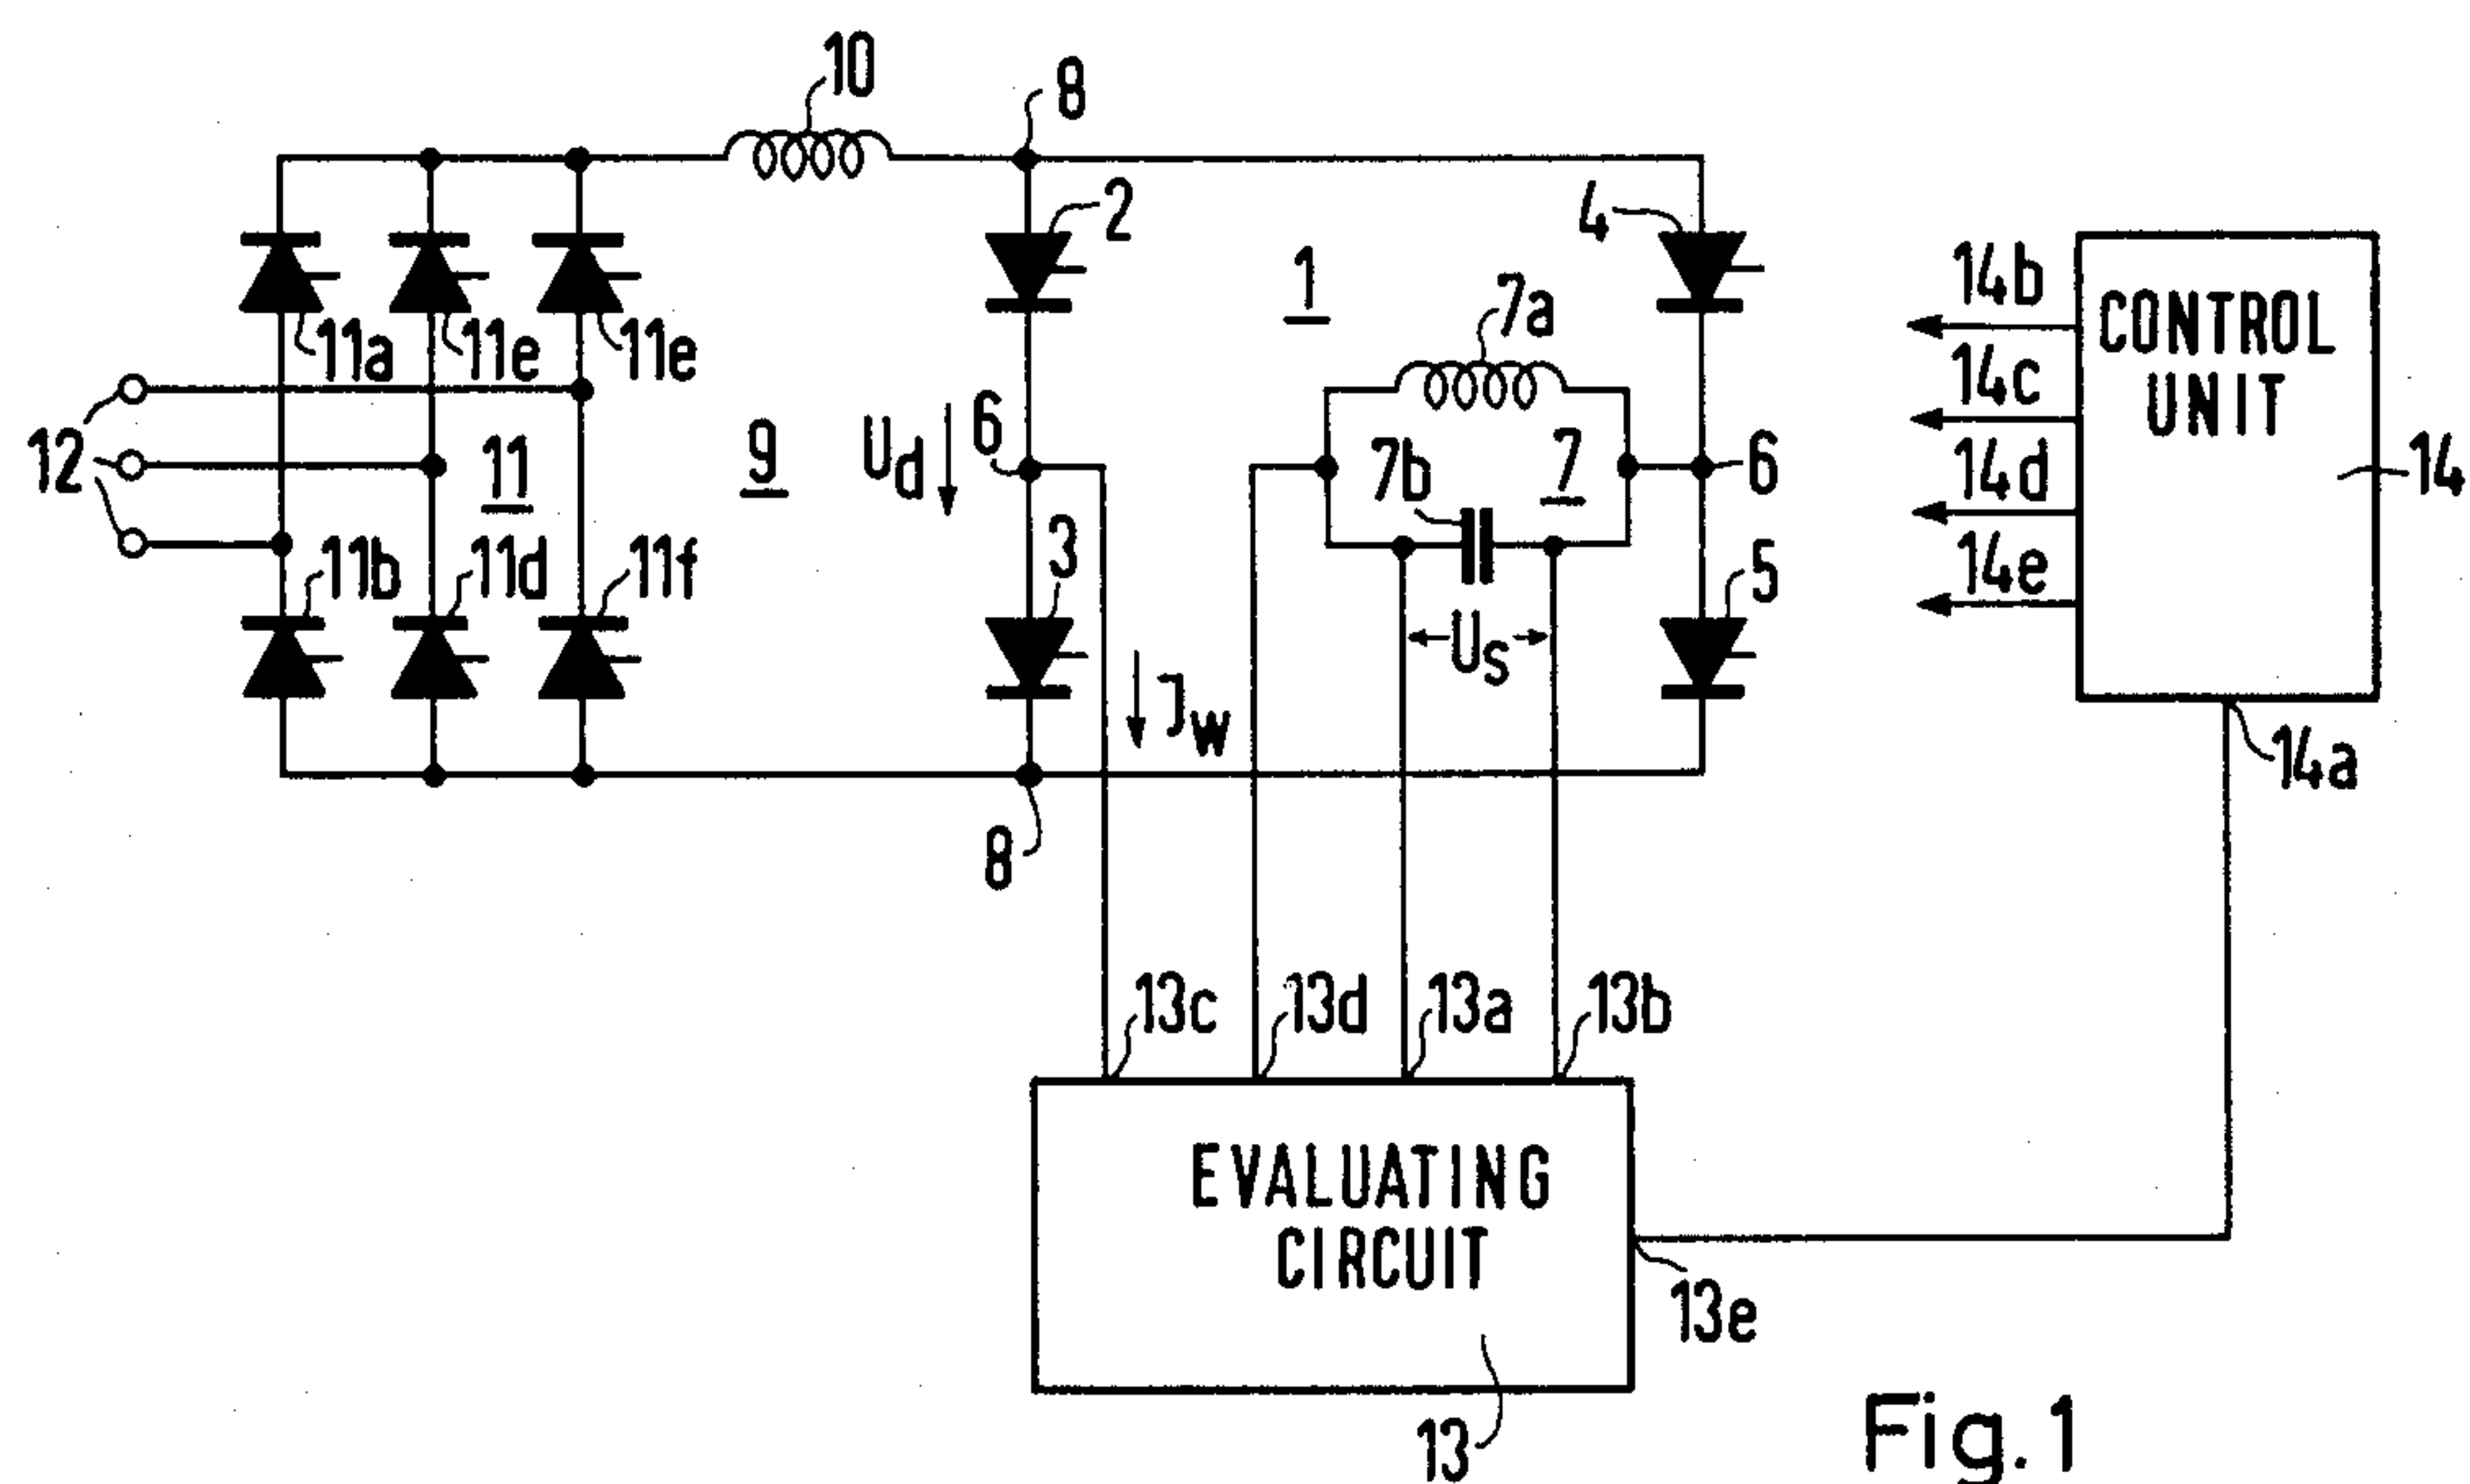 10
8
2
4
1
7a
14b
CONTROL
UNIT
11a
11e
11e
14c
12
11
9
Ud
6
7b
7
6
14d
14
11b
11d
11f
3
14e
5
Us
Jw
14a
8
13c
13d
13a
13b
EVALUATING
CIRCUIT
13e
13
Fig.1